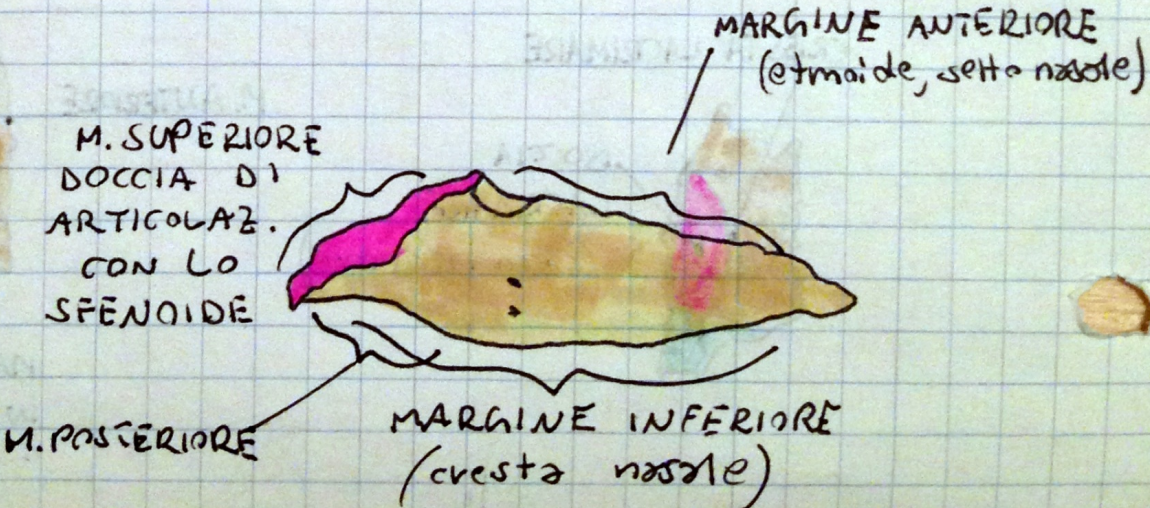 MARGINE ANTERIORE
(etmoide, setto nasale)
M. SUPERIORE
DOCCIA DI
ARTICOLAZ.
CON LO
SFENOIDE
M. POSTERIORE
MARGINE INFERIORE
(cresta nasale)